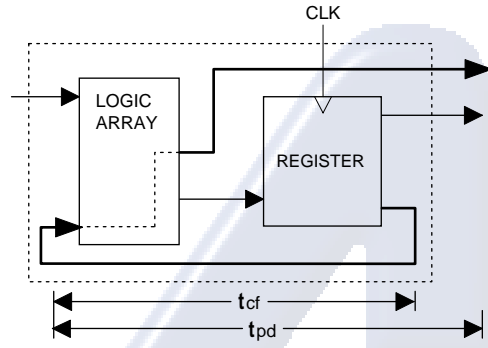 CLK
LOGIC
ARRAY
REGISTER
tcf
tpd